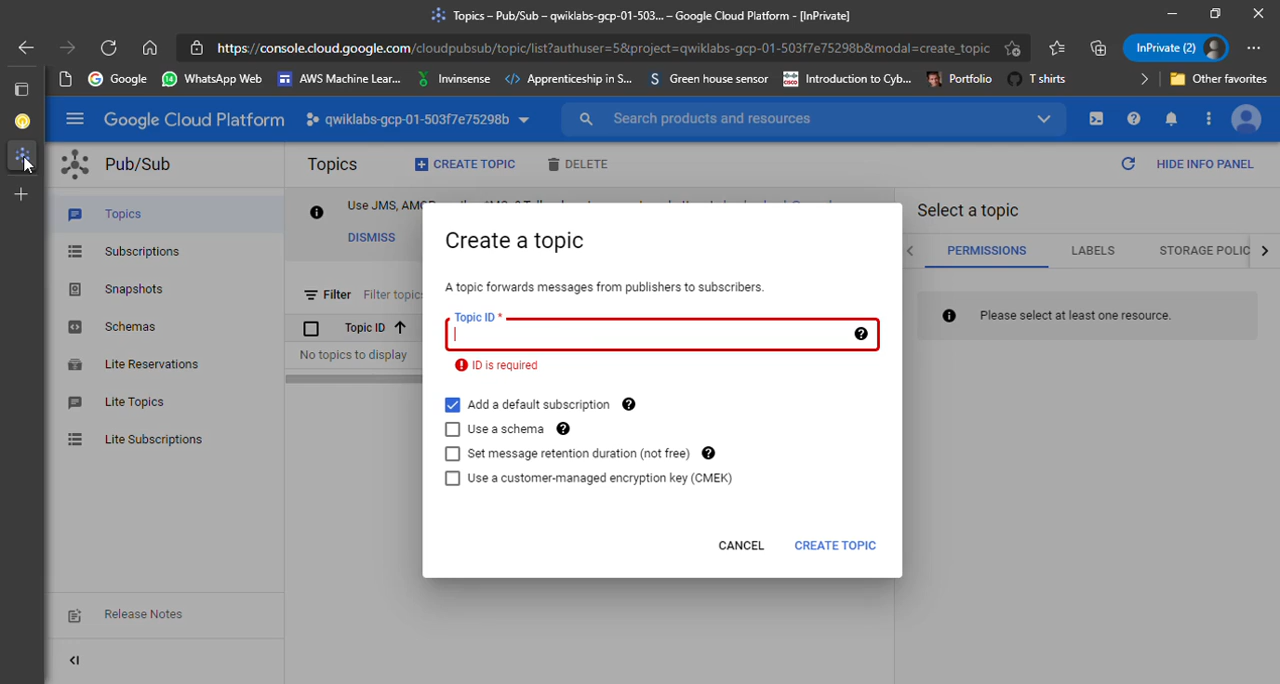 Topics – Pub/Sub – qwiklabs-gcp-01-503... – Google Cloud Platform - [InPrivate]
https://console.cloud.google.com/cloudpubsub/topic/list?authuser=5&project=qwiklabs-gcp-01-503f7e75298b&modal=create_topic
InPrivate (2)
Google
WhatsApp Web
AWS Machine Lear...
Invinsense
Apprenticeship in S...
Green house sensor
Introduction to Cyb...
Portfolio
T shirts
Other favorites
Google Cloud Platform
qwiklabs-gcp-01-503f7e75298b
Search products and resources
Pub/Sub
Topics
CREATE TOPIC
DELETE
HIDE INFO PANEL
Topics
Subscriptions
Snapshots
Schemas
Lite Reservations
Lite Topics
Lite Subscriptions
Release Notes
Use JMS,
DISMISS
Filter
Filter topics
Topic ID
No topics to display
Create a topic
A topic forwards messages from publishers to subscribers.
Topic ID *
ID is required
Add a default subscription
Use a schema
Set message retention duration (not free)
Use a customer-managed encryption key (CMEK)
CANCEL
CREATE TOPIC
Select a topic
PERMISSIONS
LABELS
STORAGE POLIC
Please select at least one resource.